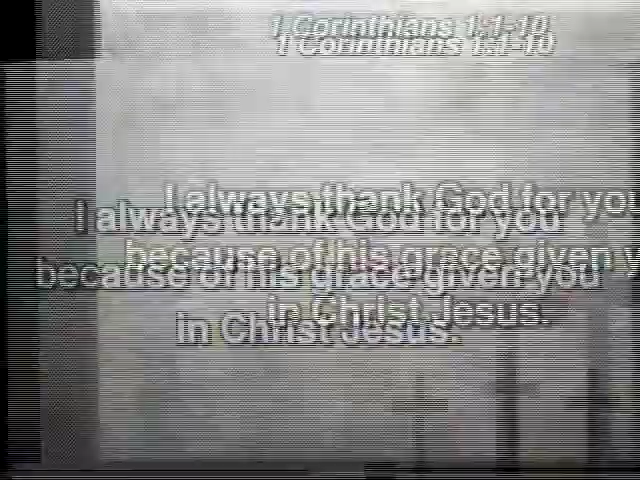 1 Corinthians 1:1-10
I always thank God for you
because of his grace given you
in Christ Jesus.